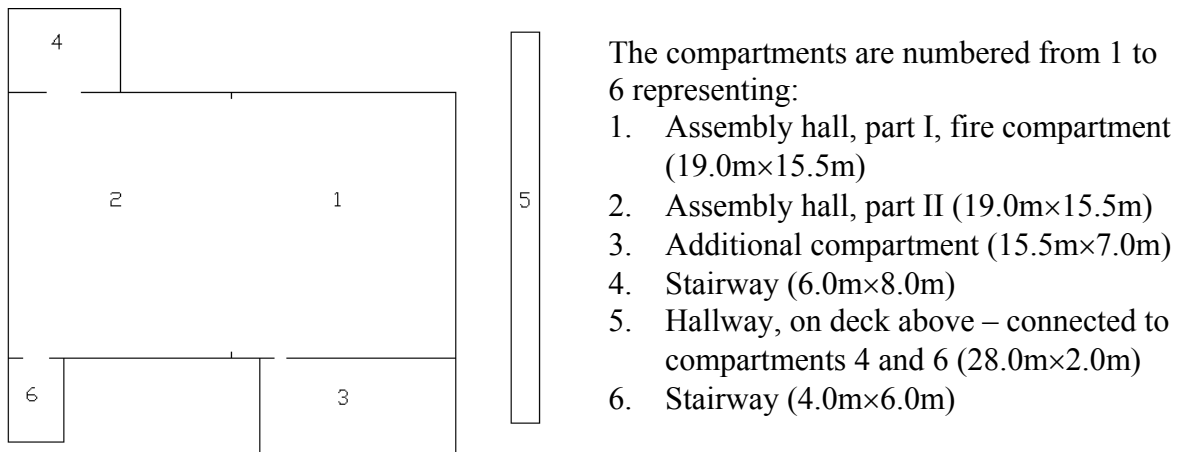 4
2
1
5
6
3
The compartments are numbered from 1 to
6 representing:
1. Assembly hall, part I, fire compartment
(19.0m×15.5m)
2. Assembly hall, part II (19.0m×15.5m)
3. Additional compartment (15.5m×7.0m)
4. Stairway (6.0m×8.0m)
5. Hallway, on deck above – connected to
compartments 4 and 6 (28.0m×2.0m)
6. Stairway (4.0m×6.0m)